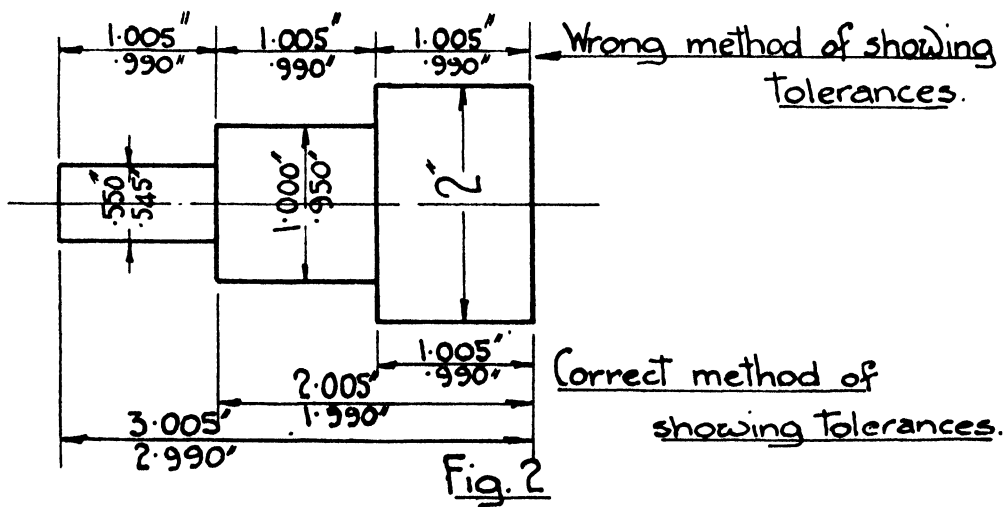 1·005" 1·005" 1·005" Wrong method of showing
·990" ·990" ·990" Tolerances.
·550"
·545"
1·000"
·950"
2"
1·005"
·990"
Correct method of
2·005"
1·990"
showing Tolerances.
3·005"
2·990"
Fig. 2